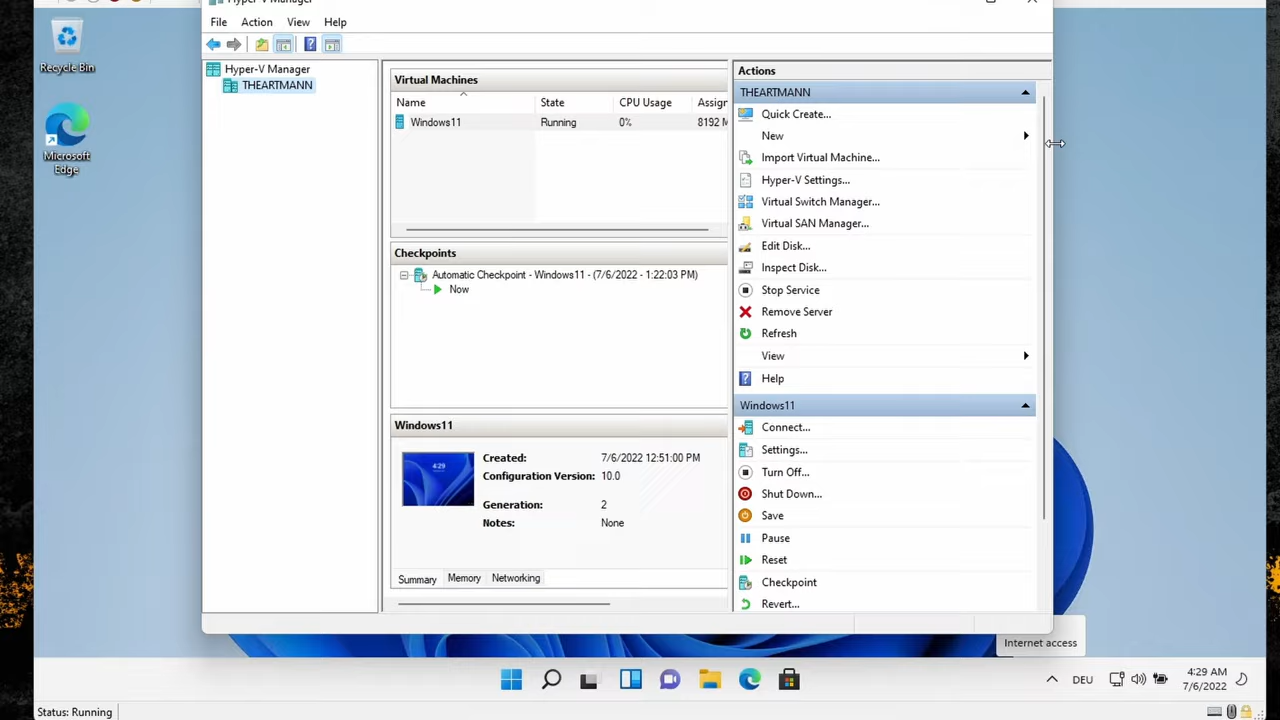 Hyper-V Manager
File Action View Help
Recycle Bin
Microsoft
Edge
Hyper-V Manager
THEARTMANN
Virtual Machines
Name State CPU Usage Assigr
Windows11 Running 0% 8192 M
Checkpoints
Automatic Checkpoint - Windows11 - (7/6/2022 - 1:22:03 PM)
Now
Windows11
4:29
Created: 7/6/2022 12:51:00 PM
Configuration Version: 10.0
Generation: 2
Notes: None
Summary Memory Networking
Actions
THEARTMANN
Quick Create...
New
Import Virtual Machine...
Hyper-V Settings...
Virtual Switch Manager...
Virtual SAN Manager...
Edit Disk...
Inspect Disk...
Stop Service
Remove Server
Refresh
View
Help
Windows11
Connect...
Settings...
Turn Off...
Shut Down...
Save
Pause
Reset
Checkpoint
Revert...
Internet access
DEU
4:29 AM
7/6/2022
Status: Running